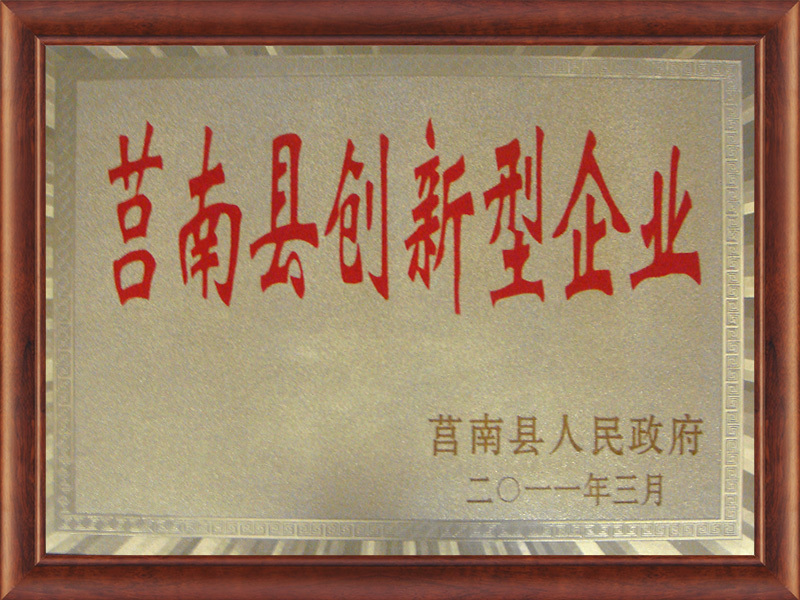 莒南县创新型企业
莒南县人民政府
二〇一一年三月